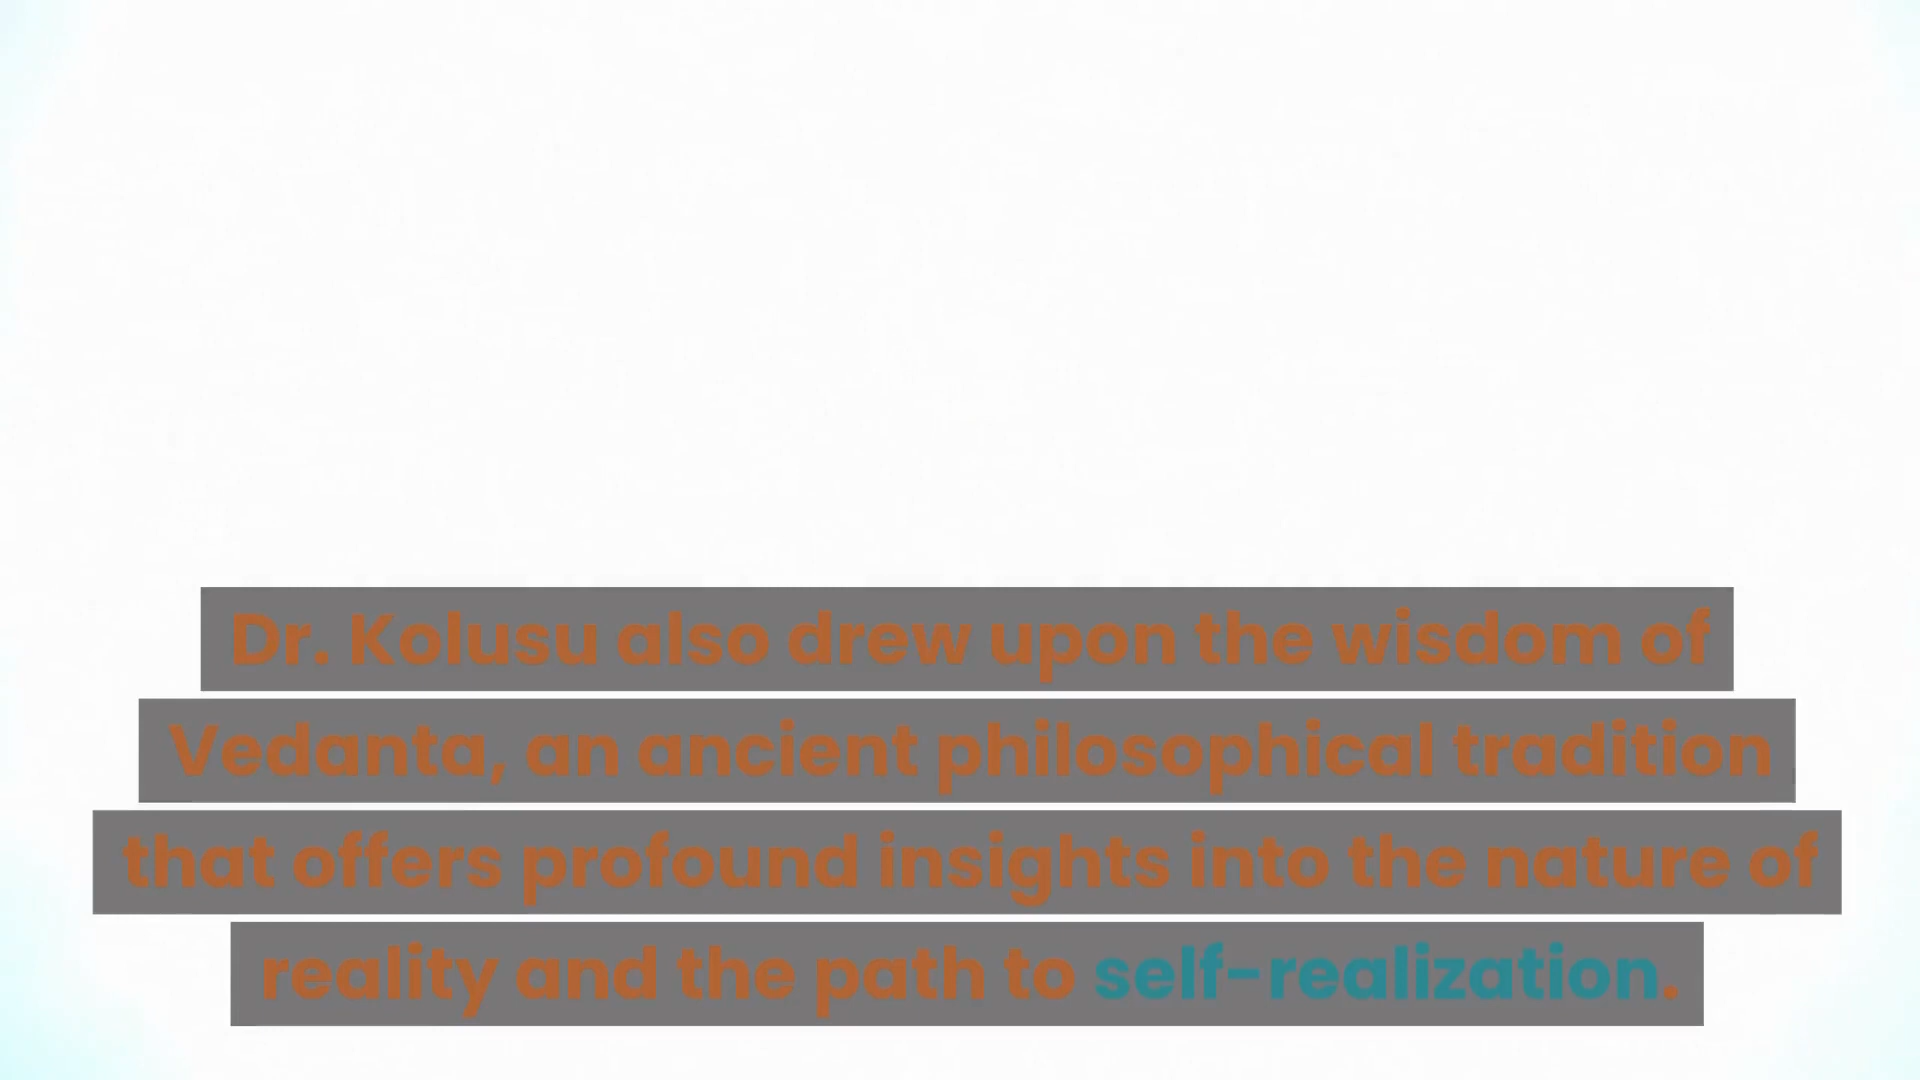 Dr. Kolusu also drew upon the wisdom of
Vedanta, an ancient philosophical tradition
that offers profound insights into the nature of
reality and the path to self-realization.